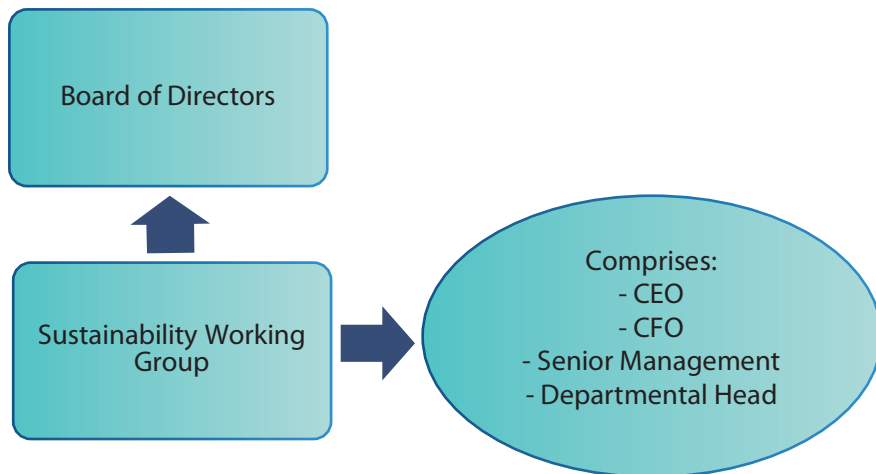 Board of Directors
Sustainability Working
Group
Comprises:
- CEO
- CFO
- Senior Management
- Departmental Head